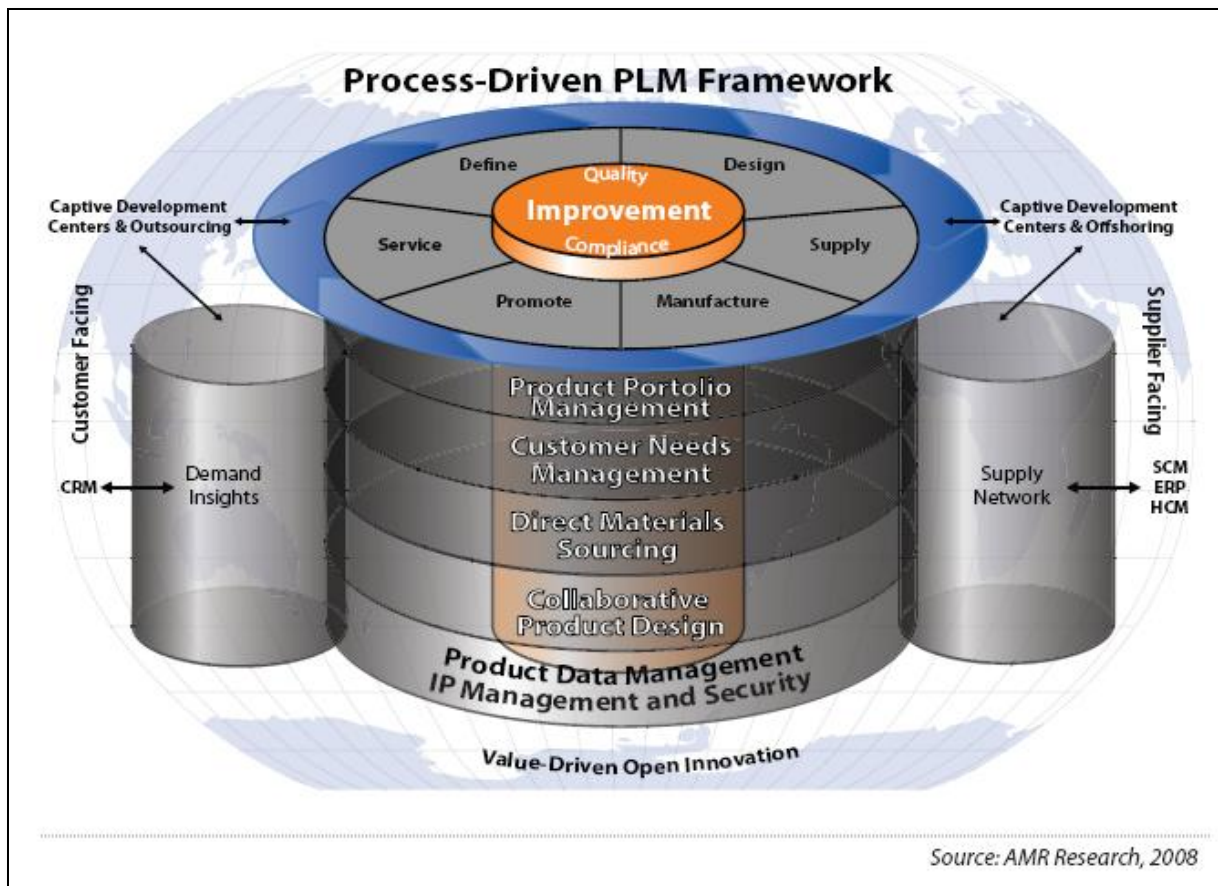 Process-Driven PLM Framework
Define
Design
Quality
Improvement
Compliance
Service
Supply
Promote
Manufacture
Captive Development
Centers & Outsourcing
Captive Development
Centers & Offshoring
Customer Facing
Supplier Facing
Product Portolio
Management
Customer Needs
Management
Direct Materials
Sourcing
Collaborative
Product Design
Product Data Management
IP Management and Security
CRM
Demand
Insights
Supply
Network
SCM
ERP
HCM
Value-Driven Open Innovation
Source: AMR Research, 2008